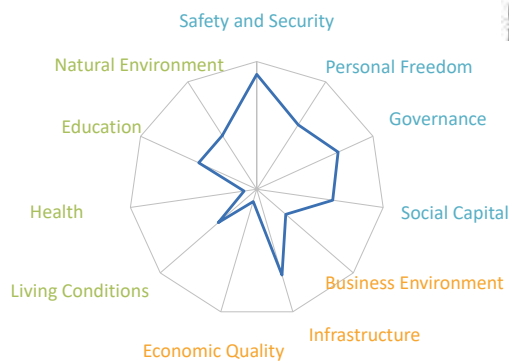 Safety and Security
Natural Environment
Personal Freedom
Education
Governance
Health
Social Capital
Living Conditions
Business Environment
Economic Quality
Infrastructure